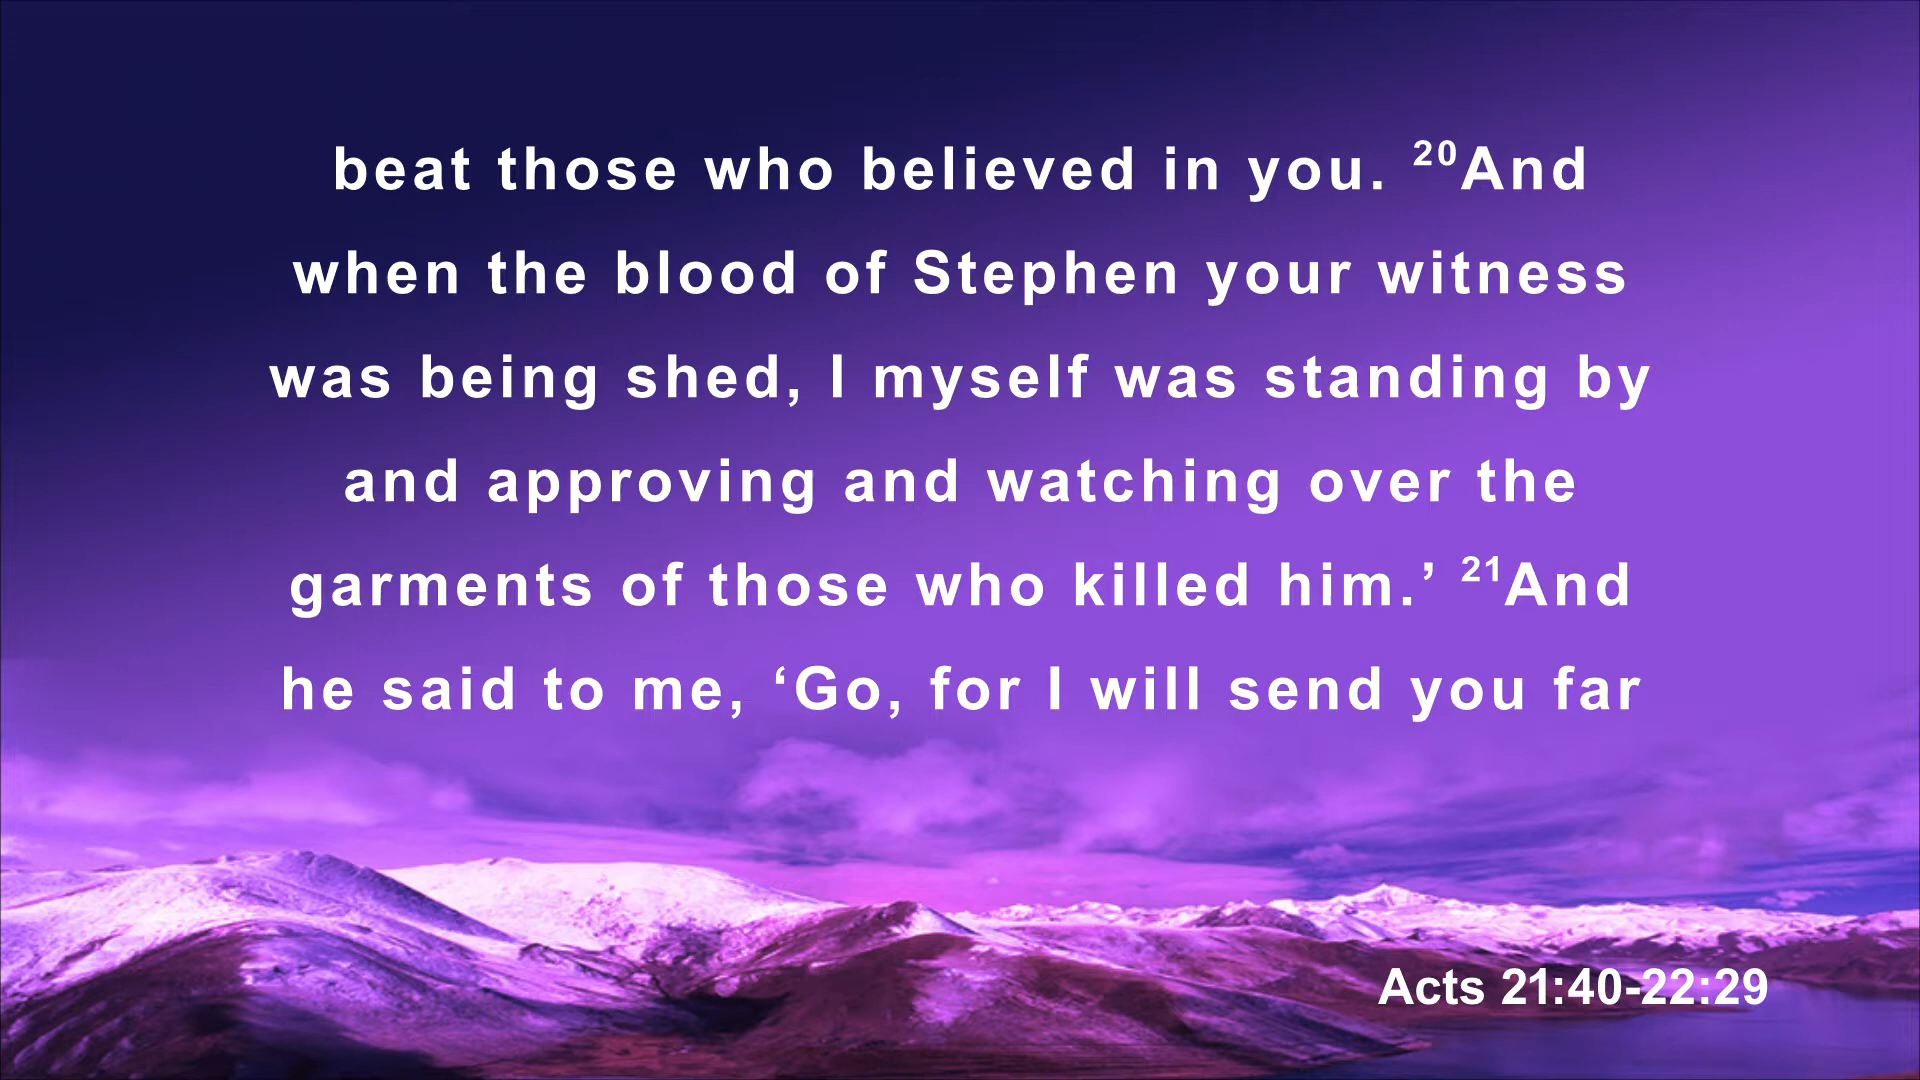 beat those who believed in you. ²⁰And
when the blood of Stephen your witness
was being shed, I myself was standing by
and approving and watching over the
garments of those who killed him.’ ²¹And
he said to me, ‘Go, for I will send you far
Acts 21:40-22:29